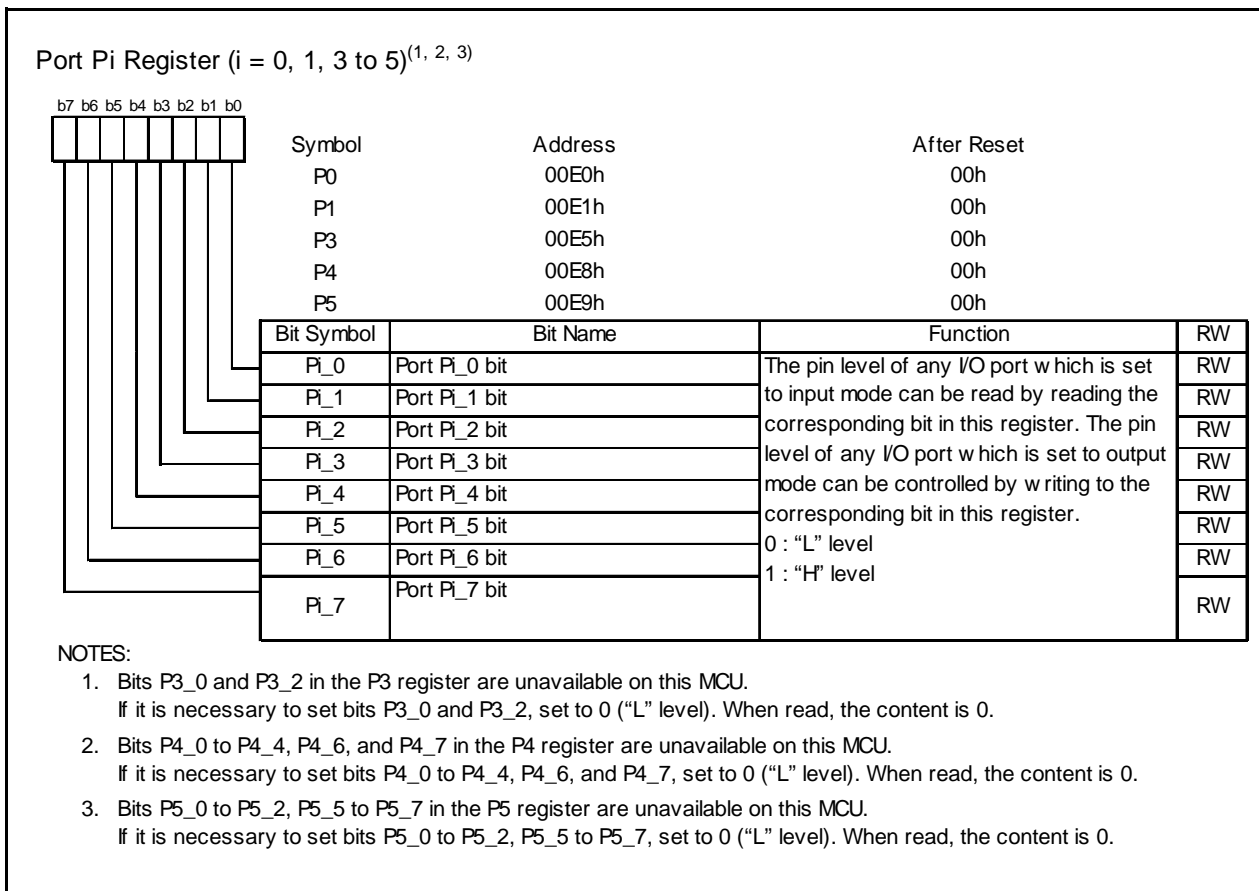 Port Pi Register (i = 0, 1, 3 to 5)(1, 2, 3)
b7 b6 b5 b4 b3 b2 b1 b0
Symbol Address After Reset
P0 00E0h 00h
P1 00E1h 00h
P3 00E5h 00h
P4 00E8h 00h
P5 00E9h 00h
Bit Symbol Bit Name Function RW
Pi_0 Port Pi_0 bit The pin level of any I/O port which is set RW
Pi_1 Port Pi_1 bit to input mode can be read by reading the RW
Pi_2 Port Pi_2 bit corresponding bit in this register. The pin RW
Pi_3 Port Pi_3 bit level of any I/O port which is set to output RW
Pi_4 Port Pi_4 bit mode can be controlled by writing to the RW
Pi_5 Port Pi_5 bit corresponding bit in this register. RW
Pi_6 Port Pi_6 bit 0 : “L” level RW
Pi_7 Port Pi_7 bit 1 : “H” level RW
NOTES:
1. Bits P3_0 and P3_2 in the P3 register are unavailable on this MCU.
If it is necessary to set bits P3_0 and P3_2, set to 0 (“L” level). When read, the content is 0.
2. Bits P4_0 to P4_4, P4_6, and P4_7 in the P4 register are unavailable on this MCU.
If it is necessary to set bits P4_0 to P4_4, P4_6, and P4_7, set to 0 (“L” level). When read, the content is 0.
3. Bits P5_0 to P5_2, P5_5 to P5_7 in the P5 register are unavailable on this MCU.
If it is necessary to set bits P5_0 to P5_2, P5_5 to P5_7, set to 0 (“L” level). When read, the content is 0.